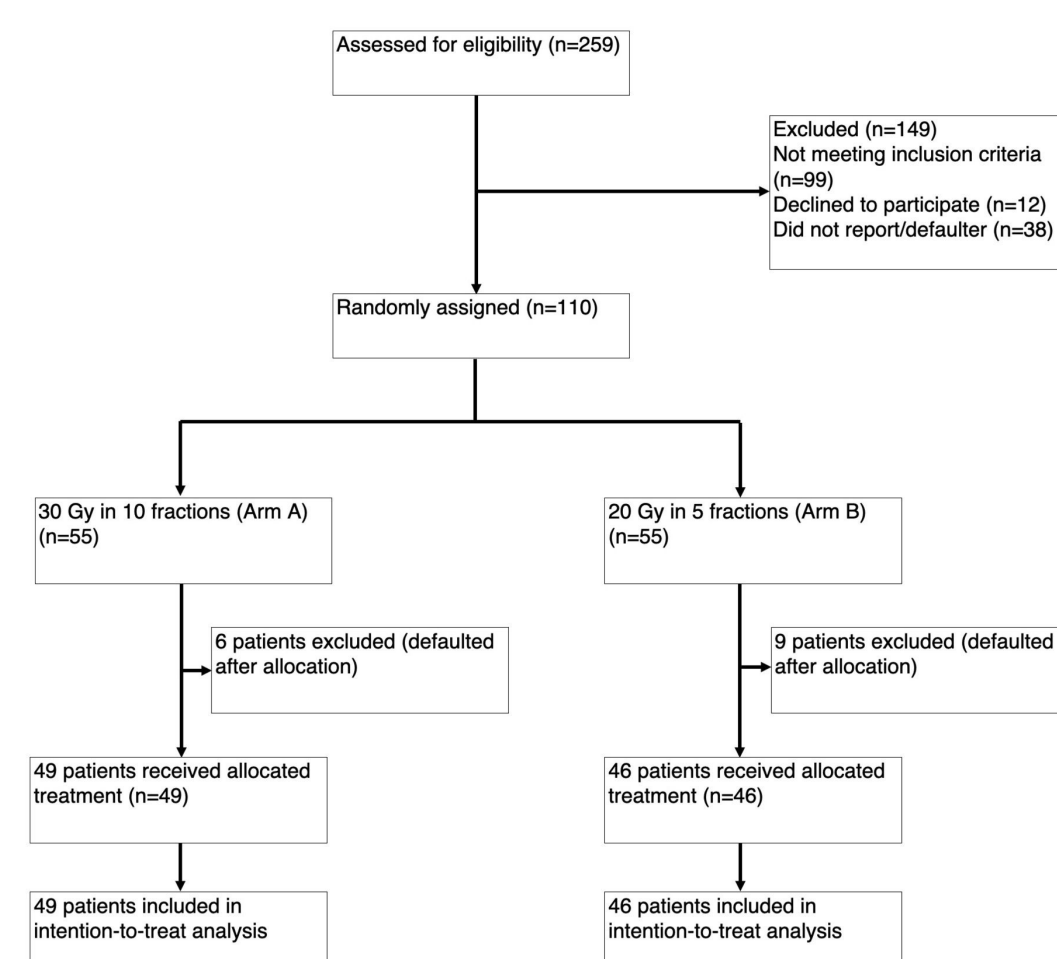 Assessed for eligibility (n=259)
Excluded (n=149)
Not meeting inclusion criteria
(n=99)
Declined to participate (n=12)
Did not report/defaulter (n=38)
Randomly assigned (n=110)
30 Gy in 10 fractions (Arm A)
(n=55)
20 Gy in 5 fractions (Arm B)
(n=55)
6 patients excluded (defaulted
after allocation)
9 patients excluded (defaulted
after allocation)
49 patients received allocated
treatment (n=49)
46 patients received allocated
treatment (n=46)
49 patients included in
intention-to-treat analysis
46 patients included in
intention-to-treat analysis